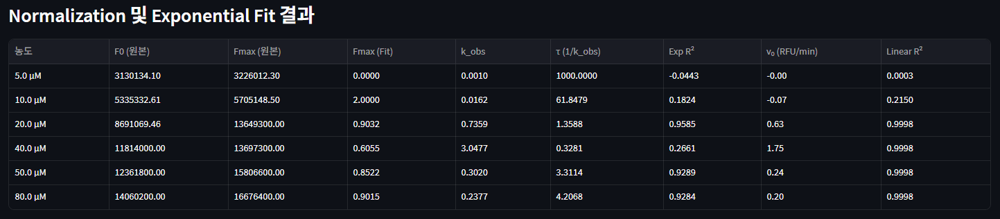 Normalization 및 Exponential Fit 결과
농도 F0 (원본) Fmax (원본) Fmax (Fit) k_obs τ (1/k_obs) Exp R² v₀ (RFU/min) Linear R²
5.0 μM 3130134.10 3226012.30 0.0000 0.0010 1000.0000 -0.0443 -0.00 0.0003
10.0 μM 5335332.61 5705148.50 2.0000 0.0162 61.8479 0.1824 -0.07 0.2150
20.0 μM 8691069.46 13649300.00 0.9032 0.7359 1.3588 0.9585 0.63 0.9998
40.0 μM 11814000.00 13697300.00 0.6055 3.0477 0.3281 0.2661 1.75 0.9998
50.0 μM 12361800.00 15806600.00 0.8522 0.3020 3.3114 0.9289 0.24 0.9998
80.0 μM 14060200.00 16676400.00 0.9015 0.2377 4.2068 0.9284 0.20 0.9998